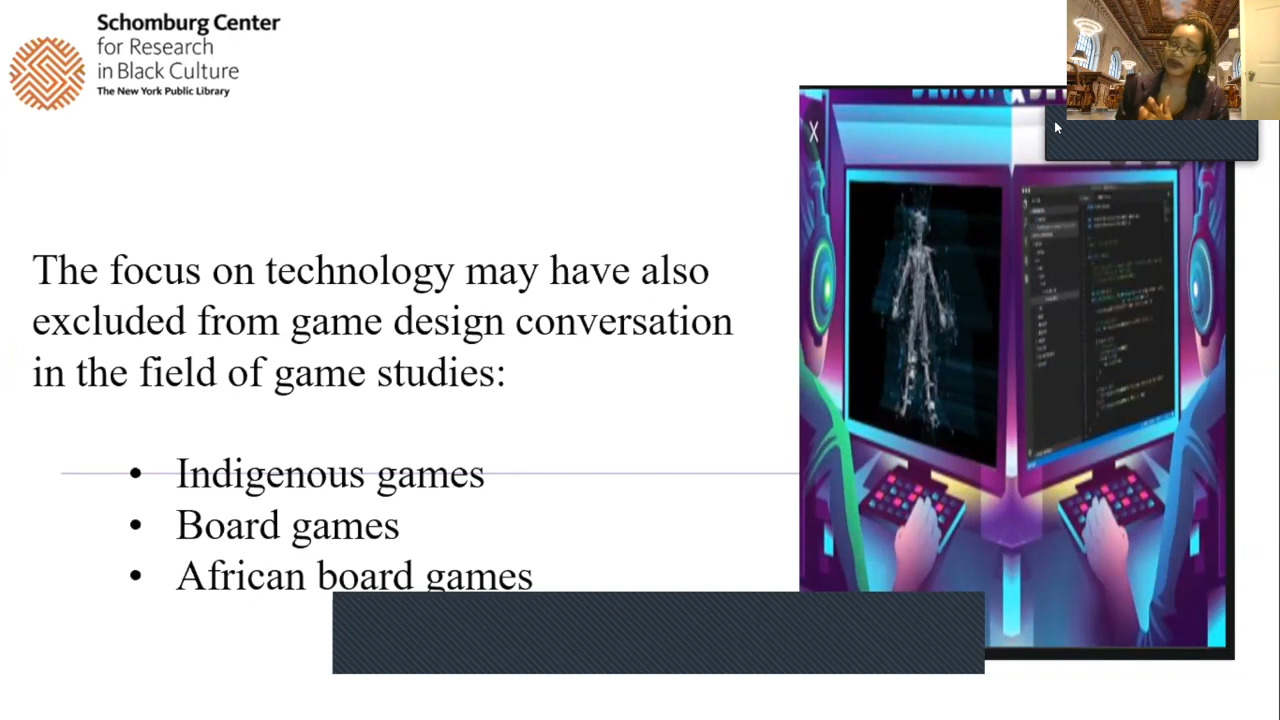 Schomburg Center
for Research
in Black Culture
The New York Public Library
The focus on technology may have also
excluded from game design conversation
in the field of game studies:
• Indigenous games
• Board games
• African board games